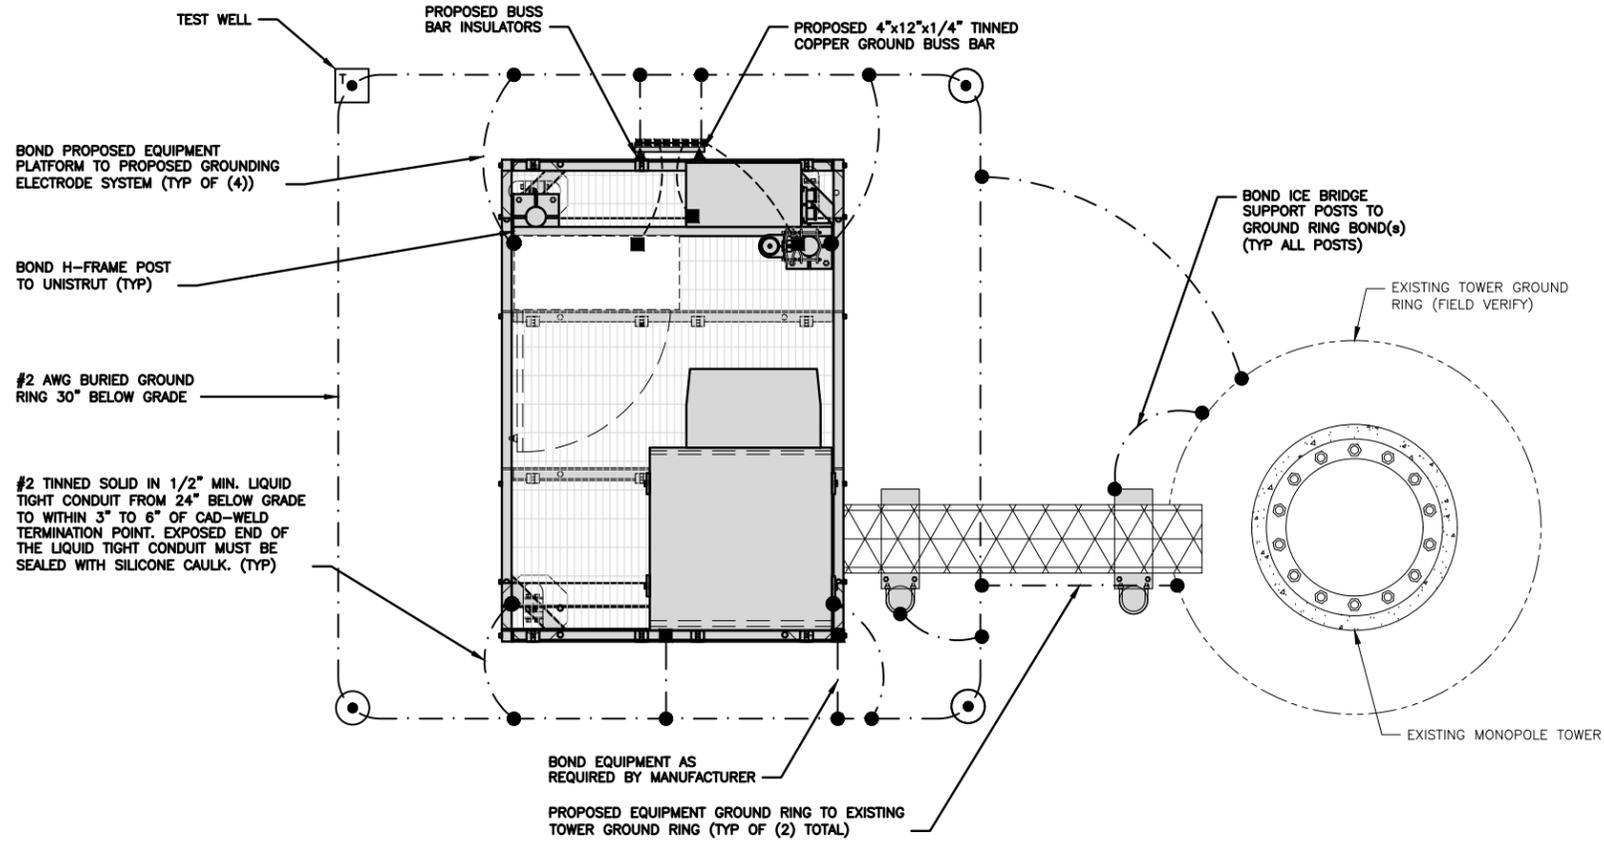 TEST WELL
PROPOSED BUSS
BAR INSULATORS
PROPOSED 4"x12"x1/4" TINNED
COPPER GROUND BUSS BAR
T
BOND PROPOSED EQUIPMENT
PLATFORM TO PROPOSED GROUNDING
ELECTRODE SYSTEM (TYP OF (4))
BOND ICE BRIDGE
SUPPORT POSTS TO
GROUND RING BOND(s)
(TYP ALL POSTS)
BOND H-FRAME POST
TO UNISTRUT (TYP)
EXISTING TOWER GROUND
RING (FIELD VERIFY)
#2 AWG BURIED GROUND
RING 30" BELOW GRADE
#2 TINNED SOLID IN 1/2" MIN. LIQUID
TIGHT CONDUIT FROM 24" BELOW GRADE
TO WITHIN 3" TO 6" OF CAD-WELD
TERMINATION POINT. EXPOSED END OF
THE LIQUID TIGHT CONDUIT MUST BE
SEALED WITH SILICONE CAULK. (TYP)
EXISTING MONOPOLE TOWER
BOND EQUIPMENT AS
REQUIRED BY MANUFACTURER
PROPOSED EQUIPMENT GROUND RING TO EXISTING
TOWER GROUND RING (TYP OF (2) TOTAL)